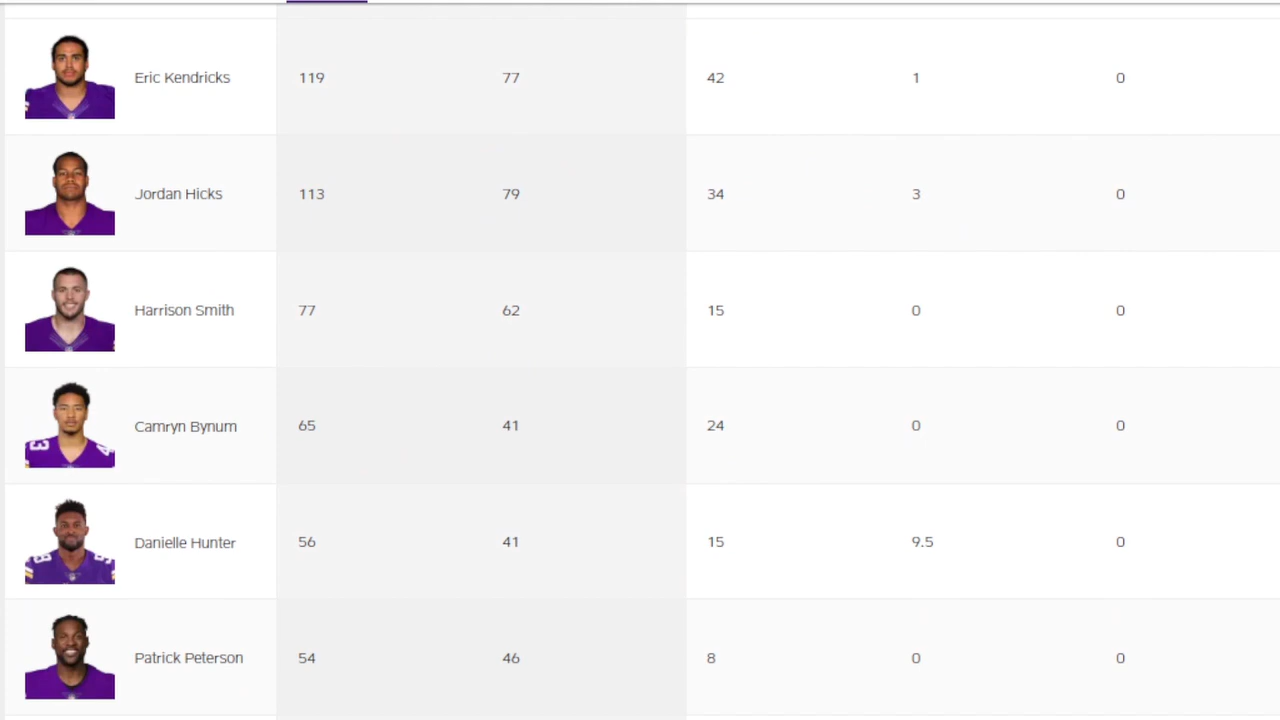 Eric Kendricks 119 77 42 1 0
Jordan Hicks 113 79 34 3 0
Harrison Smith 77 62 15 0 0
Camryn Bynum 65 41 24 0 0
Danielle Hunter 56 41 15 9.5 0
Patrick Peterson 54 46 8 0 0